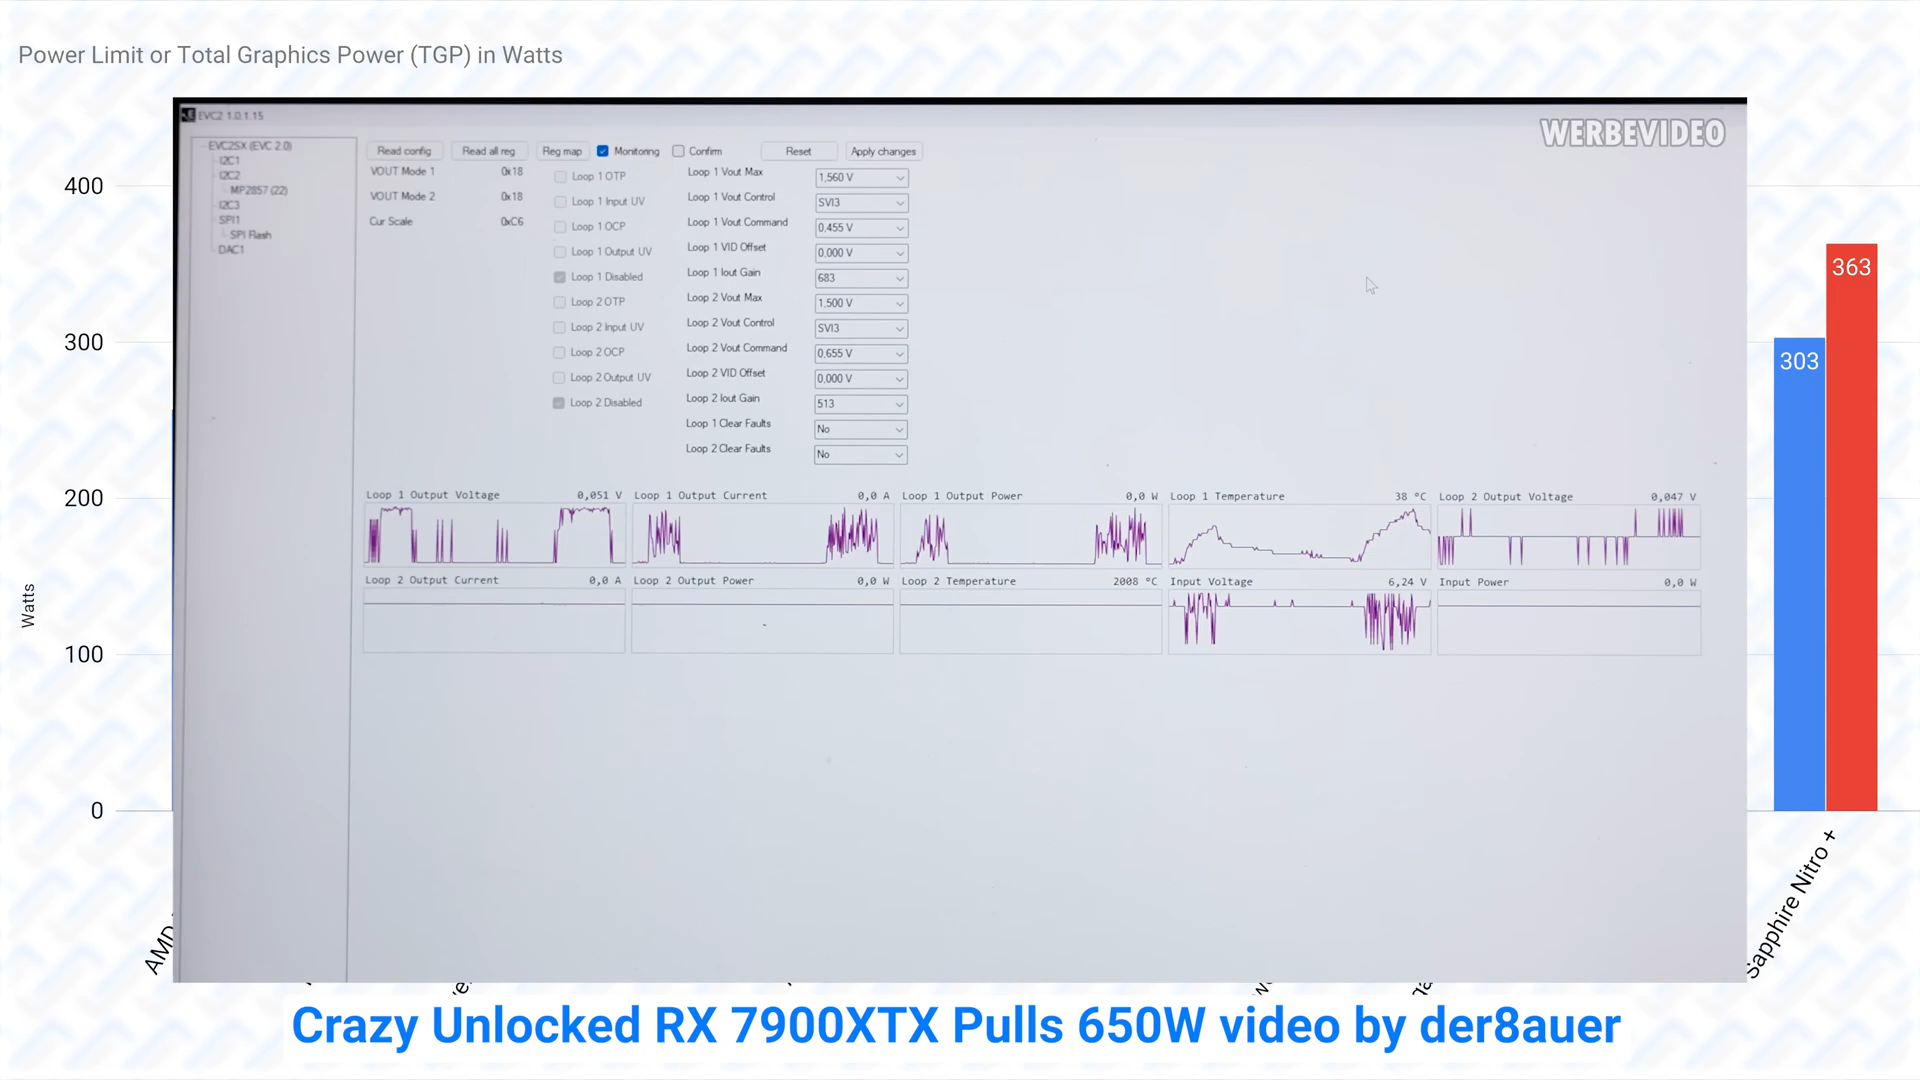 Power Limit or Total Graphics Power (TGP) in Watts
EVC2 1.0.1.15
WERBEVIDEO
EVC2SX (EVC 2.0)
I2C1
I2C2
MP2857 (22)
I2C3
SPI1
SPI Flash
DAC1
Read config Read all reg Reg map Monitoring Confirm Reset Apply changes
VOUT Mode 1 0x18
VOUT Mode 2 0x18
Cur Scale 0xC6
Loop 1 OTP
Loop 1 Input UV
Loop 1 OCP
Loop 1 Output UV
Loop 1 Disabled
Loop 2 OTP
Loop 2 Input UV
Loop 2 OCP
Loop 2 Output UV
Loop 2 Disabled
Loop 1 Vout Max 1,560 V
Loop 1 Vout Control SVI3
Loop 1 Vout Command 0,455 V
Loop 1 VID Offset 0,000 V
Loop 1 Iout Gain 683
Loop 2 Vout Max 1,500 V
Loop 2 Vout Control SVI3
Loop 2 Vout Command 0,655 V
Loop 2 VID Offset 0,000 V
Loop 2 Iout Gain 513
Loop 1 Clear Faults No
Loop 2 Clear Faults No
Loop 1 Output Voltage 0,051 V Loop 1 Output Current 0,0 A Loop 1 Output Power 0,0 W Loop 1 Temperature 38 °C Loop 2 Output Voltage 0,047 V
Loop 2 Output Current 0,0 A Loop 2 Output Power 0,0 W Loop 2 Temperature 2008 °C Input Voltage 6,24 V Input Power 0,0 W
400
300
200
100
0
Watts
303
363
AMD
Sapphire Nitro +
Crazy Unlocked RX 7900XTX Pulls 650W video by der8auer